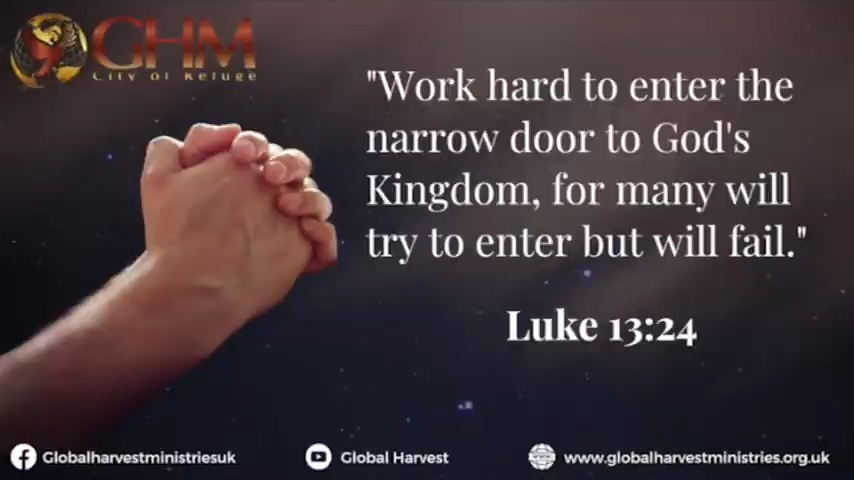 GHM
City of Refuge
"Work hard to enter the
narrow door to God's
Kingdom, for many will
try to enter but will fail."
Luke 13:24
Globalharvestministriesuk
Global Harvest
www.globalharvestministries.org.uk